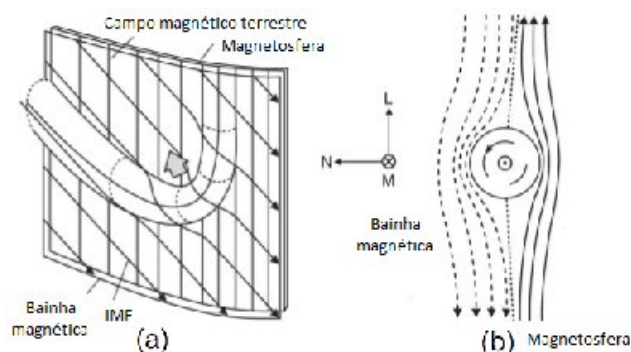 Campo magnético terrestre
Magnetosfera
Bainha
magnética
IMF
(a)
L
N
M
Bainha
magnética
(b)
Magnetosfera